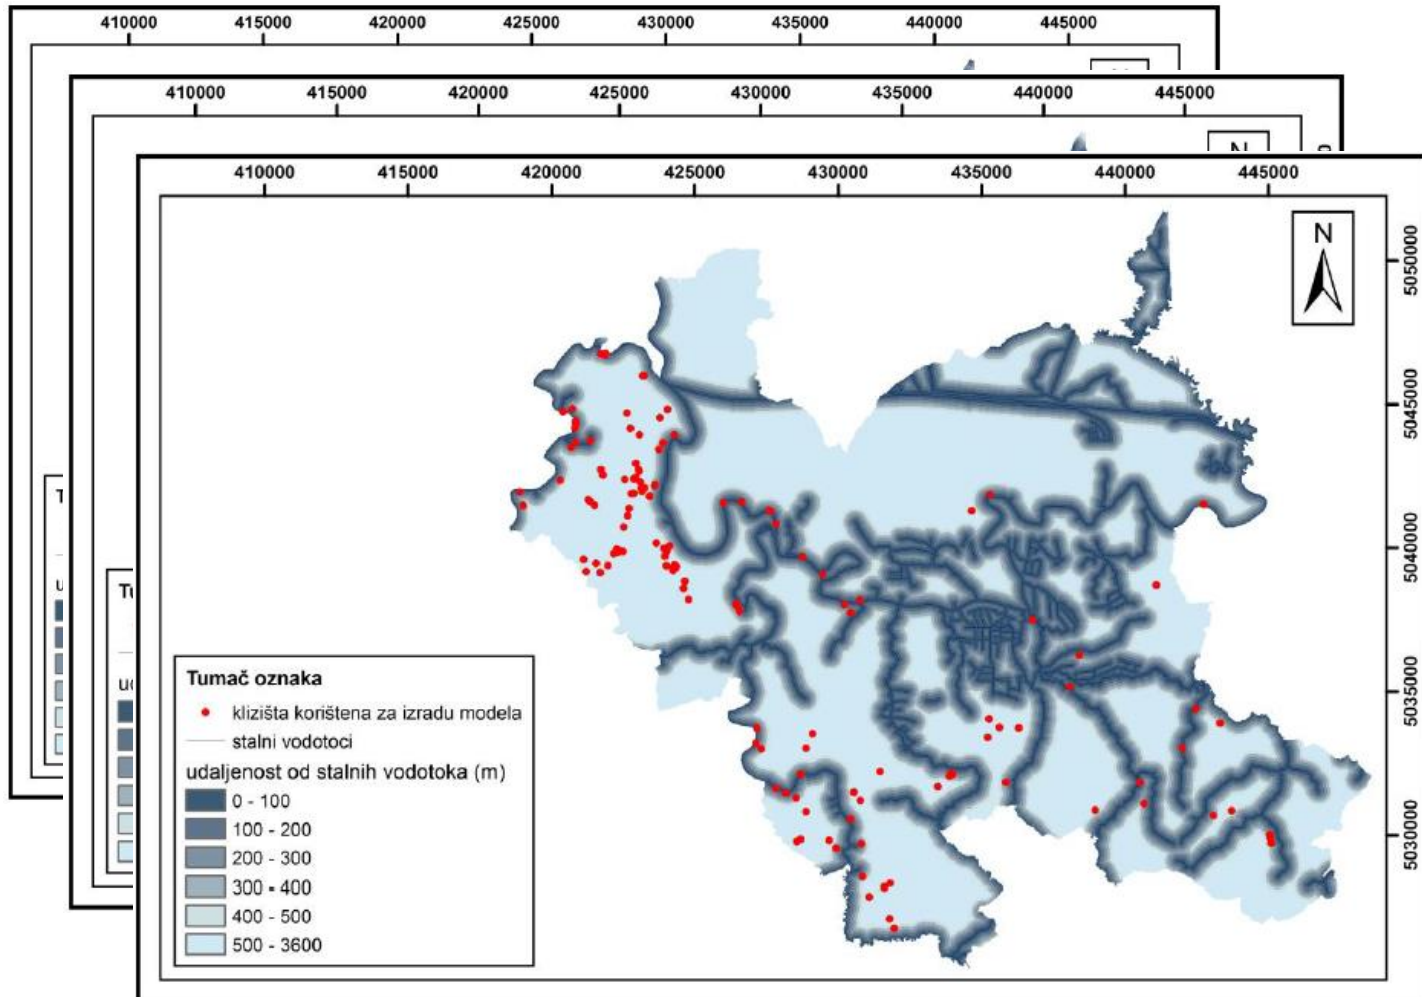 410000 415000 420000 425000 430000 435000 440000 445000
410000 415000 420000 425000 430000 435000 440000 445000
410000 415000 420000 425000 430000 435000 440000 445000
N
5050000
5045000
5040000
5035000
5030000
Tumač oznaka
klizišta korištena za izradu modela
stalni vodotoci
udaljenost od stalnih vodotoka (m)
0 - 100
100 - 200
200 - 300
300 - 400
400 - 500
500 - 3600